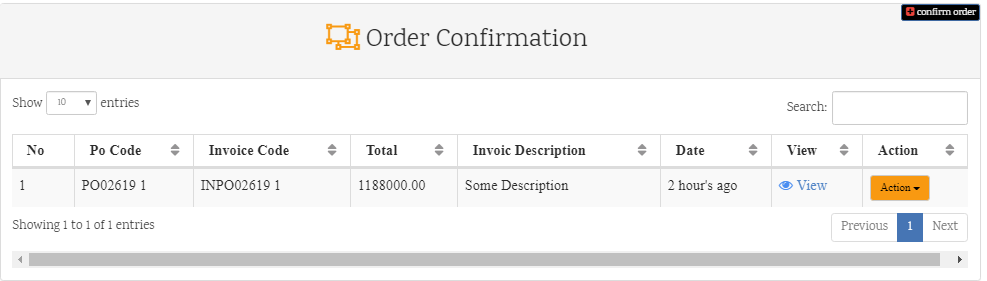 confirm order
Order Confirmation
Show 10 entries
Search:
No Po Code Invoice Code Total Invoic Description Date View Action
1 PO02619 1 INPO02619 1 1188000.00 Some Description 2 hour's ago View Action
Showing 1 to 1 of 1 entries
Previous 1 Next